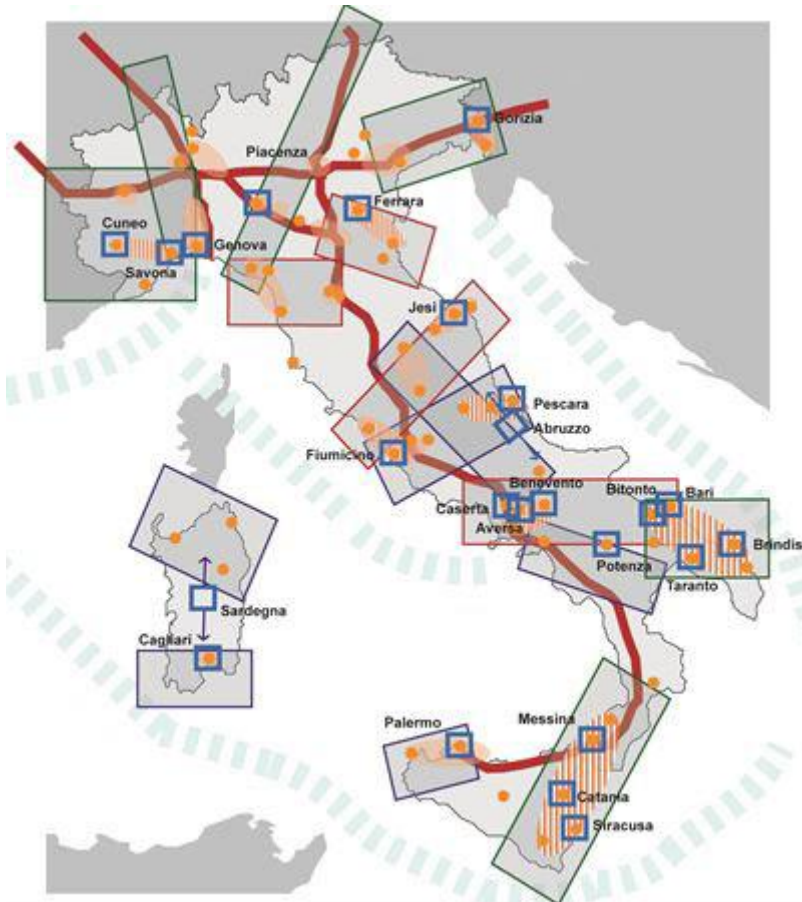 Gorizia
Piacenza
Ferrara
Cuneo
Genova
Savona
Jesi
Pescara
Abruzzo
Fiumicino
Benevento
Bitonto
Bari
Caserta
Aversa
Brindis
Potenza
Taranto
Sardegna
Cagliari
Messina
Palermo
Catania
Siracusa